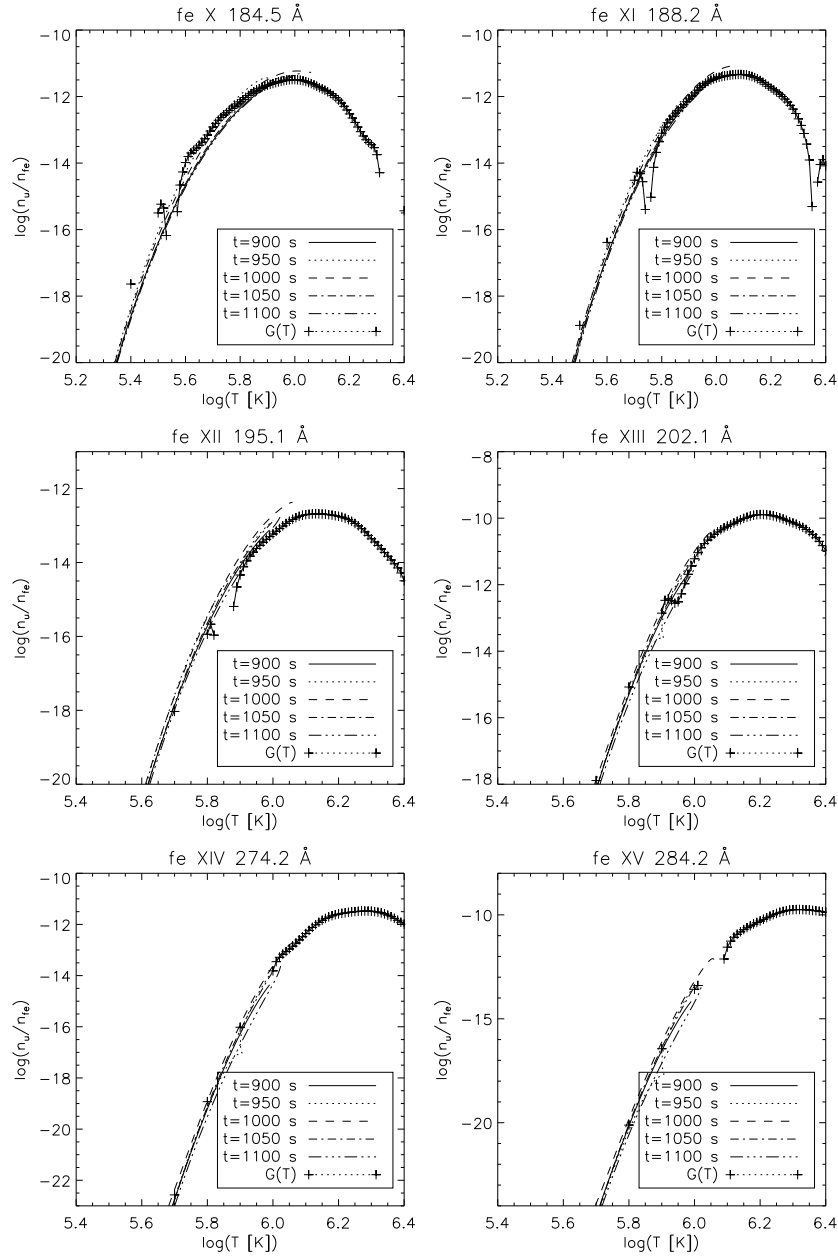 fe X 184.5 Å
log(n_u/n_fe)
-10
-12
-14
-16
-18
-20
t=900 s
t=950 s
t=1000 s
t=1050 s
t=1100 s
G(T)
5.2 5.4 5.6 5.8 6.0 6.2 6.4
log(T [K])
fe XI 188.2 Å
log(n_u/n_fe)
-10
-12
-14
-16
-18
-20
t=900 s
t=950 s
t=1000 s
t=1050 s
t=1100 s
G(T)
5.4 5.6 5.8 6.0 6.2 6.4
log(T [K])
fe XII 195.1 Å
log(n_u/n_fe)
-12
-14
-16
-18
-20
t=900 s
t=950 s
t=1000 s
t=1050 s
t=1100 s
G(T)
5.4 5.6 5.8 6.0 6.2 6.4
log(T [K])
fe XIII 202.1 Å
log(n_u/n_fe)
-8
-10
-12
-14
-16
-18
t=900 s
t=950 s
t=1000 s
t=1050 s
t=1100 s
G(T)
5.4 5.6 5.8 6.0 6.2 6.4
log(T [K])
fe XIV 274.2 Å
log(n_u/n_fe)
-10
-12
-14
-16
-18
-20
-22
t=900 s
t=950 s
t=1000 s
t=1050 s
t=1100 s
G(T)
5.4 5.6 5.8 6.0 6.2 6.4
log(T [K])
fe XV 284.2 Å
log(n_u/n_fe)
-10
-15
-20
t=900 s
t=950 s
t=1000 s
t=1050 s
t=1100 s
G(T)
5.4 5.6 5.8 6.0 6.2 6.4
log(T [K])